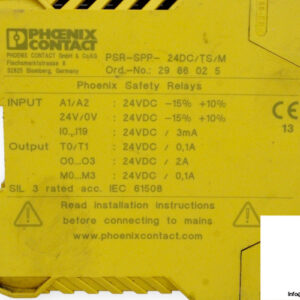 PHOENIX
CONTACT
PHOENIX CONTACT GmbH & Co.KG
Flachsmarktstrasse 8
32825 Blomberg, Germany
PSR-SPP- 24DC/TS/M
Ord.-No.: 29 86 02 5
Phoenix Safety Relays
INPUT A1/A2 : 24VDC -15% +10%
24V/0V : 24VDC -15% +10%
I0...I19 : 24VDC / 3mA
Output T0/T1 : 24VDC / 0,1A
O0...O3 : 24VDC / 2A
M0...M3 : 24VDC / 0,1A
SIL 3 rated acc. IEC 61508
CE
13
Read installation instructions
before connecting to mains
www.phoenixcontact.com